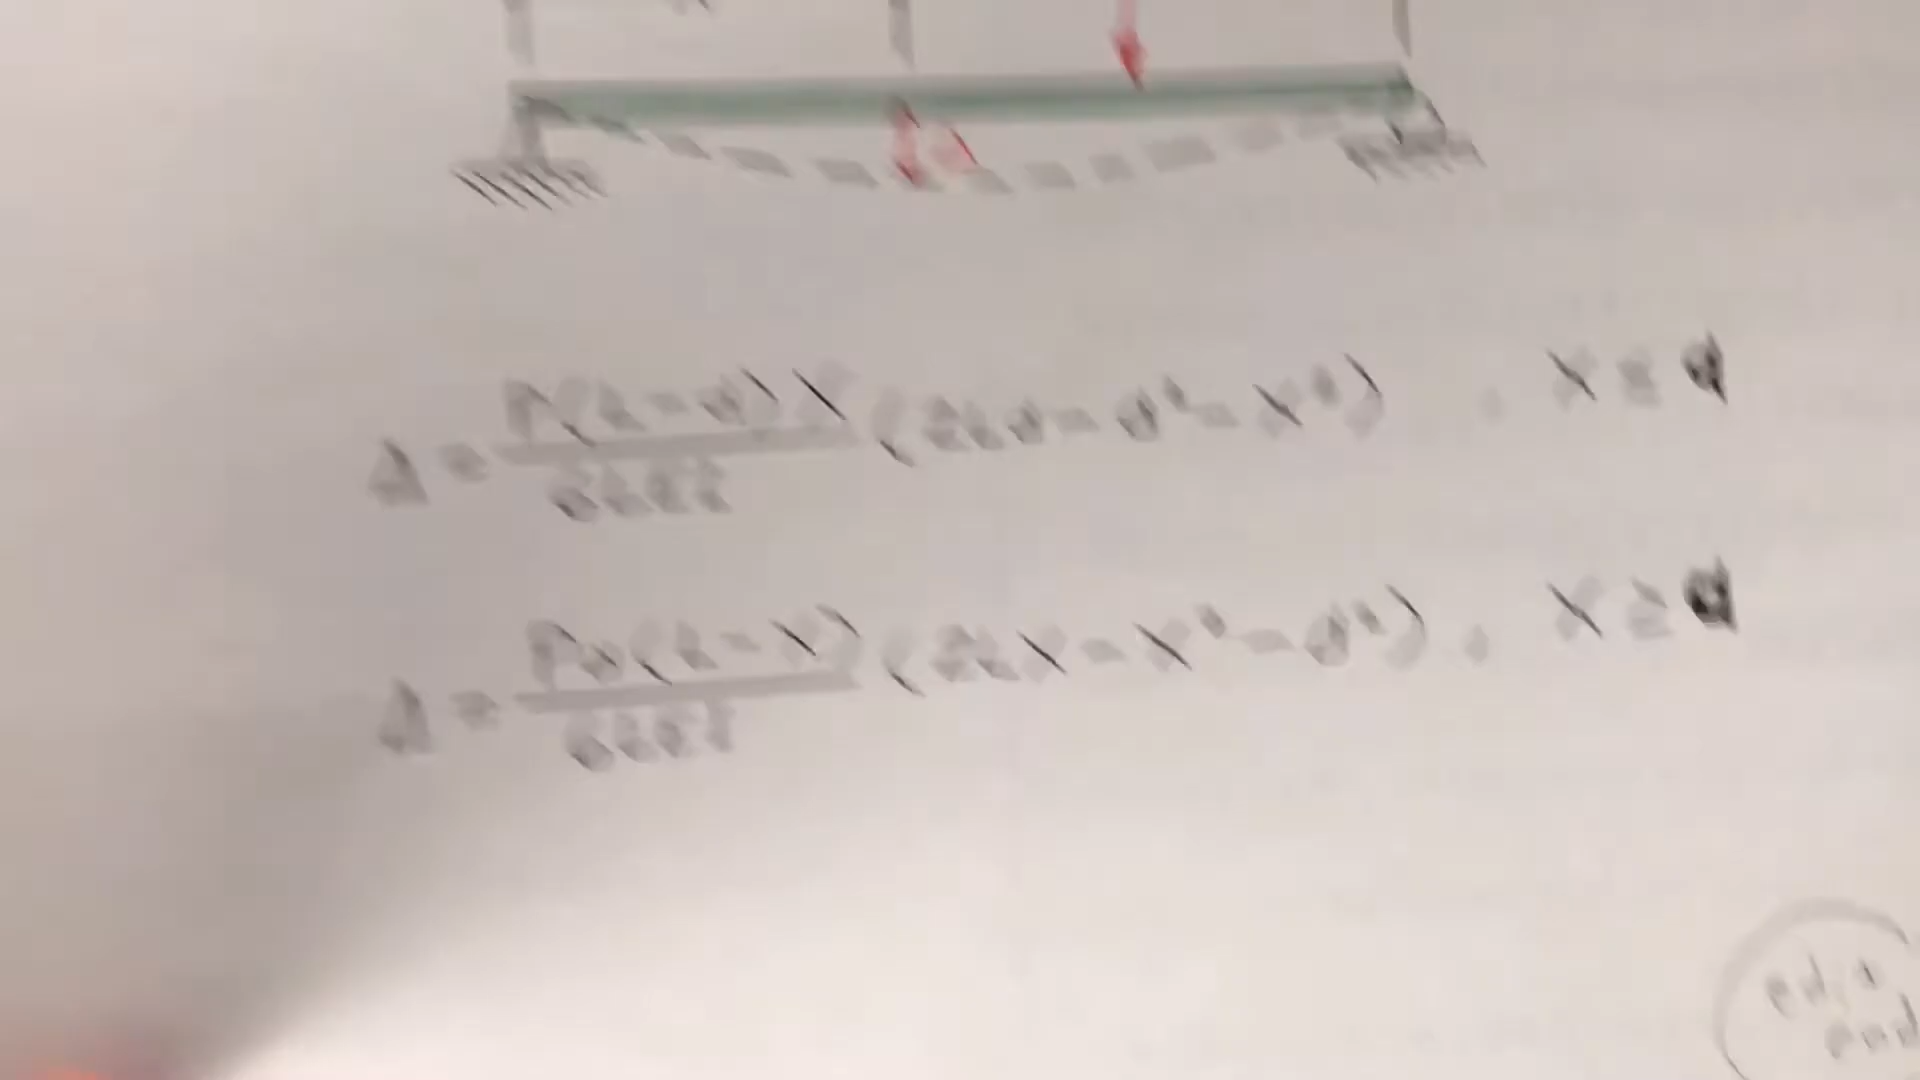 Δ = P(L-a)X / 6LEI (2La - a² - X²) , X ≤ a
Δ = Pa(L-X) / 6LEI (2LX - X² - a²) , X ≥ a